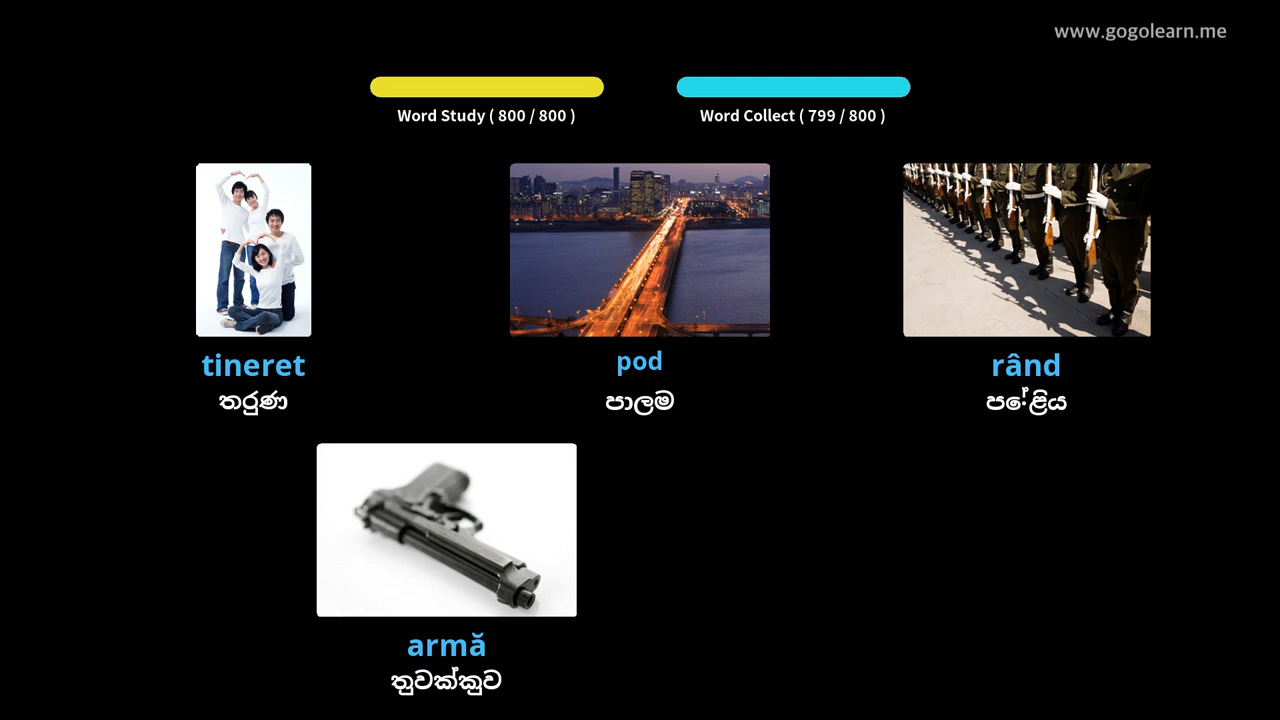 www.gogolearn.me
Word Study ( 800 / 800 )
Word Collect ( 799 / 800 )
tineret
තරුණ
pod
පාලම
rând
පේළිය
armă
තුවක්කුව